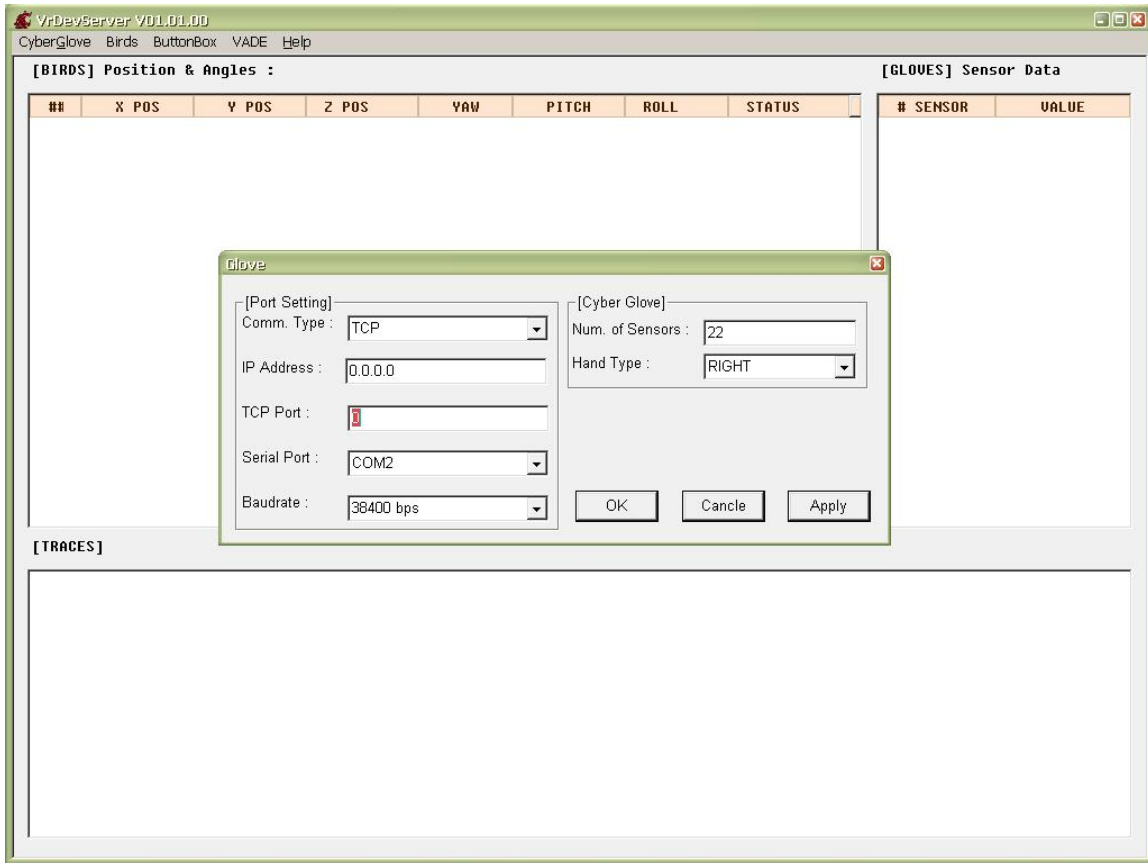 VrDevServer V01.01.00
CyberGlove Birds ButtonBox VADE Help
[BIRDS] Position & Angles : [GLOVES] Sensor Data
## X POS Y POS Z POS YAW PITCH ROLL STATUS # SENSOR VALUE
Glove
[Port Setting] [Cyber Glove]
Comm. Type : TCP Num. of Sensors : 22
IP Address : 0.0.0.0 Hand Type : RIGHT
TCP Port :
Serial Port : COM2
Baudrate : 38400 bps OK Cancle Apply
[TRACES]